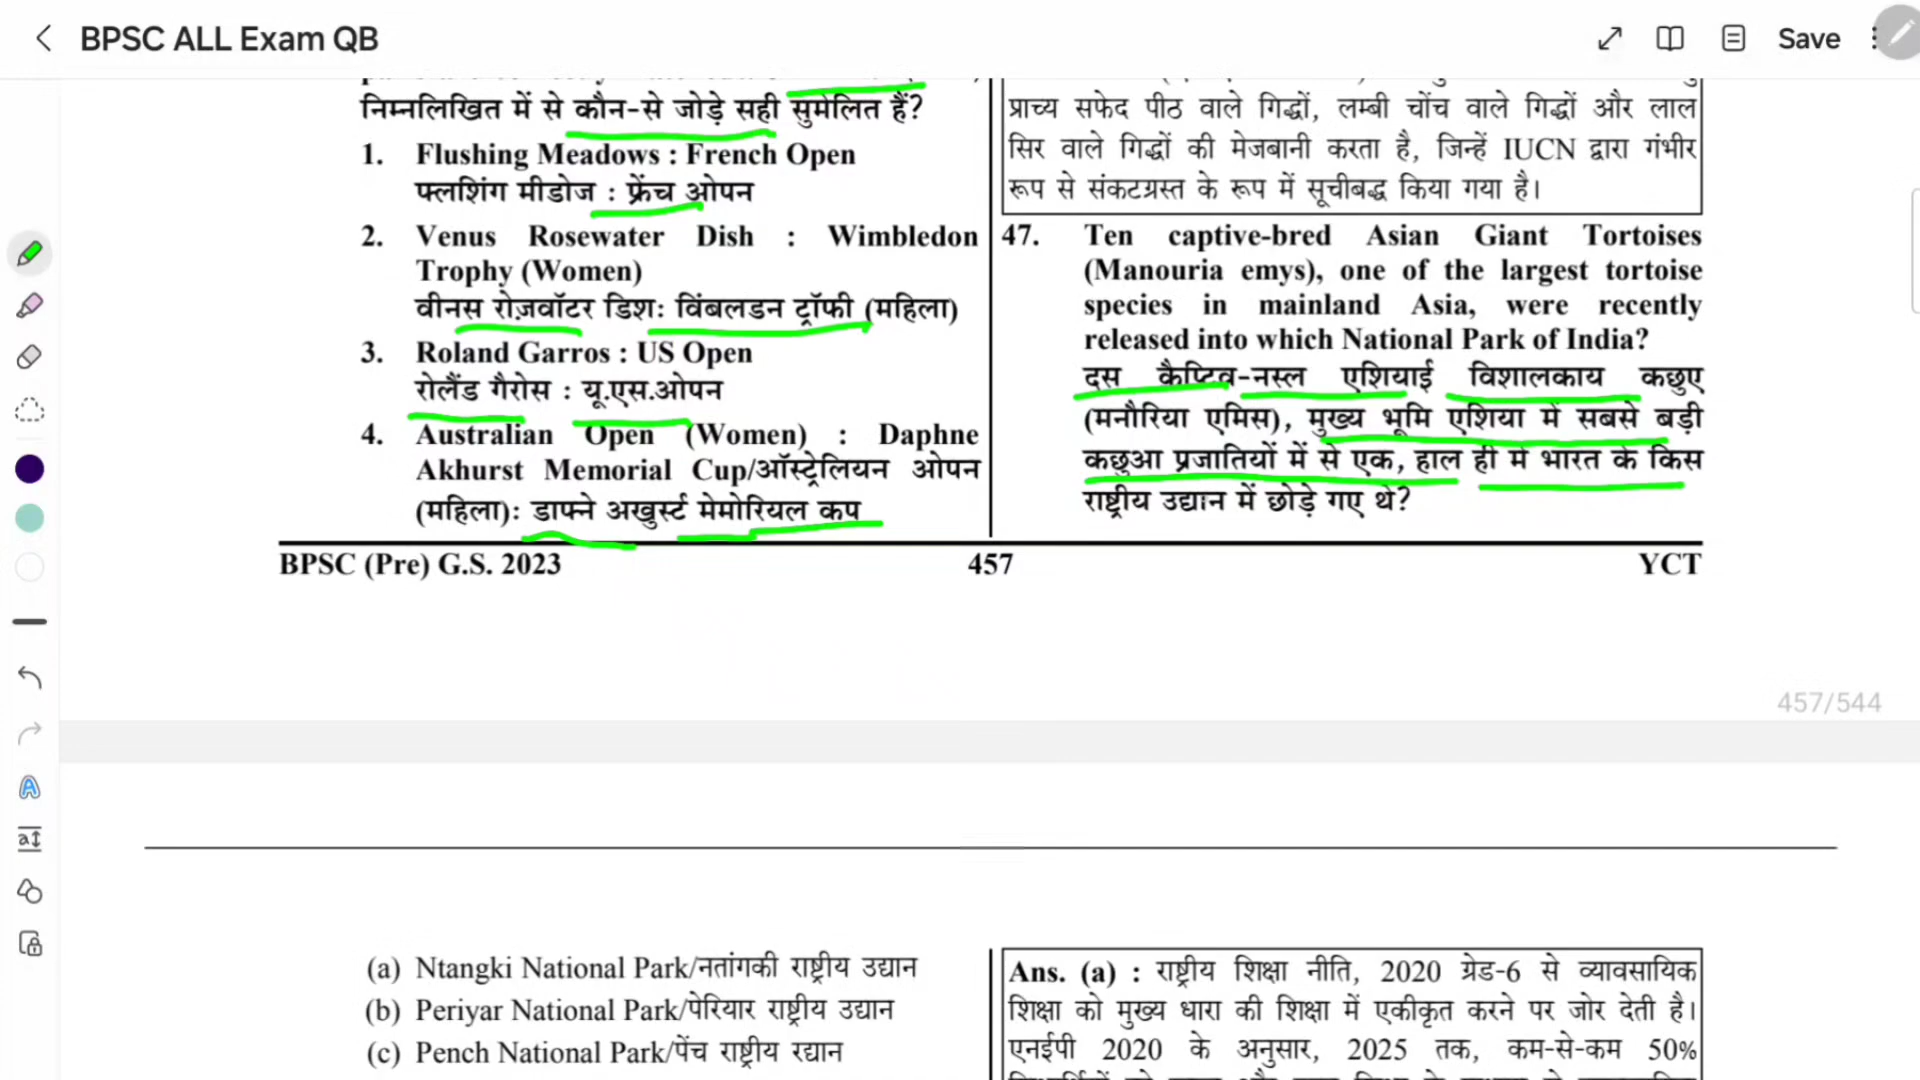 BPSC ALL Exam QB
Save
निम्नलिखित में से कौन-से जोड़े सही सुमेलित हैं?
1. Flushing Meadows : French Open
फ्लशिंग मीडोज : फ्रेंच ओपन
2. Venus Rosewater Dish : Wimbledon
Trophy (Women)
वीनस रोज़वॉटर डिश: विंबलडन ट्रॉफी (महिला)
3. Roland Garros : US Open
रोलैंड गैरोस : यू.एस.ओपन
4. Australian Open (Women) : Daphne
Akhurst Memorial Cup/ऑस्ट्रेलियन ओपन
(महिला): डाफ्ने अखुर्स्ट मेमोरियल कप
प्राच्य सफेद पीठ वाले गिद्धों, लम्बी चोंच वाले गिद्धों और लाल
सिर वाले गिद्धों की मेजबानी करता है, जिन्हें IUCN द्वारा गंभीर
रूप से संकटग्रस्त के रूप में सूचीबद्ध किया गया है।
47. Ten captive-bred Asian Giant Tortoises
(Manouria emys), one of the largest tortoise
species in mainland Asia, were recently
released into which National Park of India?
दस कैप्टिव-नस्ल एशियाई विशालकाय कछुए
(मनौरिया एमिस), मुख्य भूमि एशिया में सबसे बड़ी
कछुआ प्रजातियों में से एक, हाल ही में भारत के किस
राष्ट्रीय उद्यान में छोड़े गए थे?
BPSC (Pre) G.S. 2023
457
YCT
457/544
(a) Ntangki National Park/नतांगकी राष्ट्रीय उद्यान
(b) Periyar National Park/पेरियार राष्ट्रीय उद्यान
(c) Pench National Park/पेंच राष्ट्रीय रद्यान
Ans. (a) : राष्ट्रीय शिक्षा नीति, 2020 ग्रेड-6 से व्यावसायिक
शिक्षा को मुख्य धारा की शिक्षा में एकीकृत करने पर जोर देती है।
एनईपी 2020 के अनुसार, 2025 तक, कम-से-कम 50%